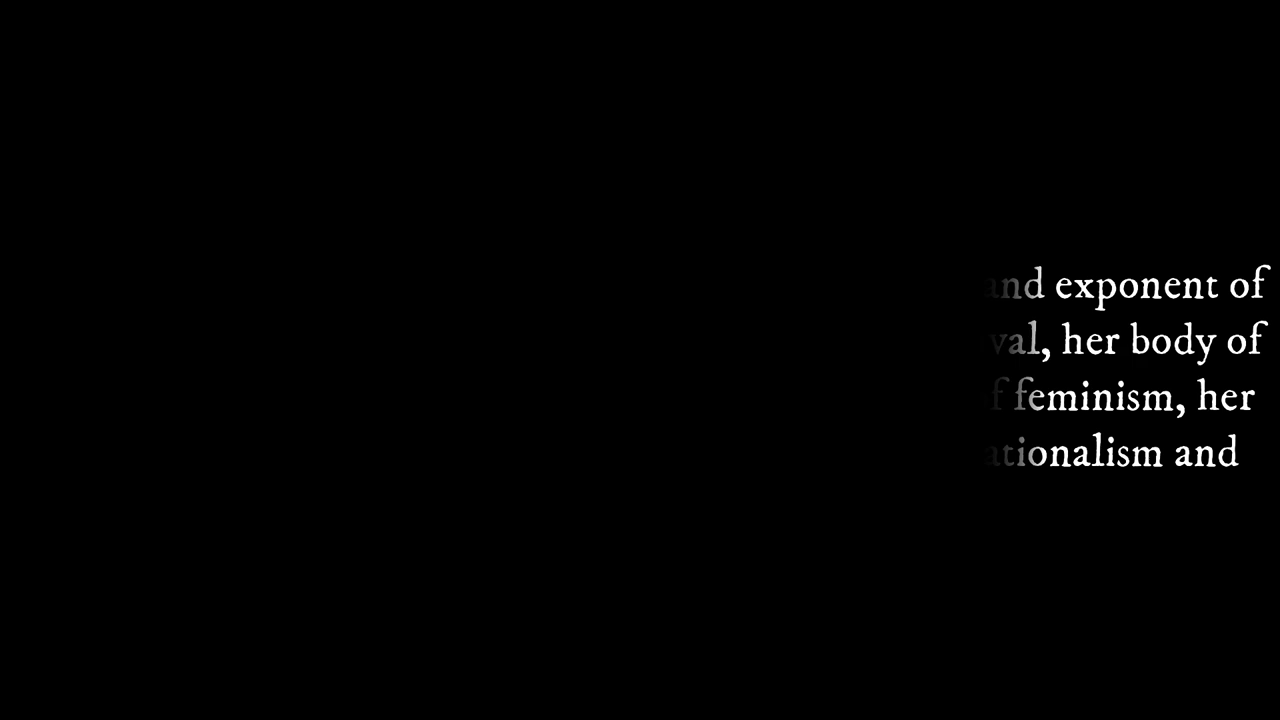 and exponent of
val, her body of
f feminism, her
ationalism and